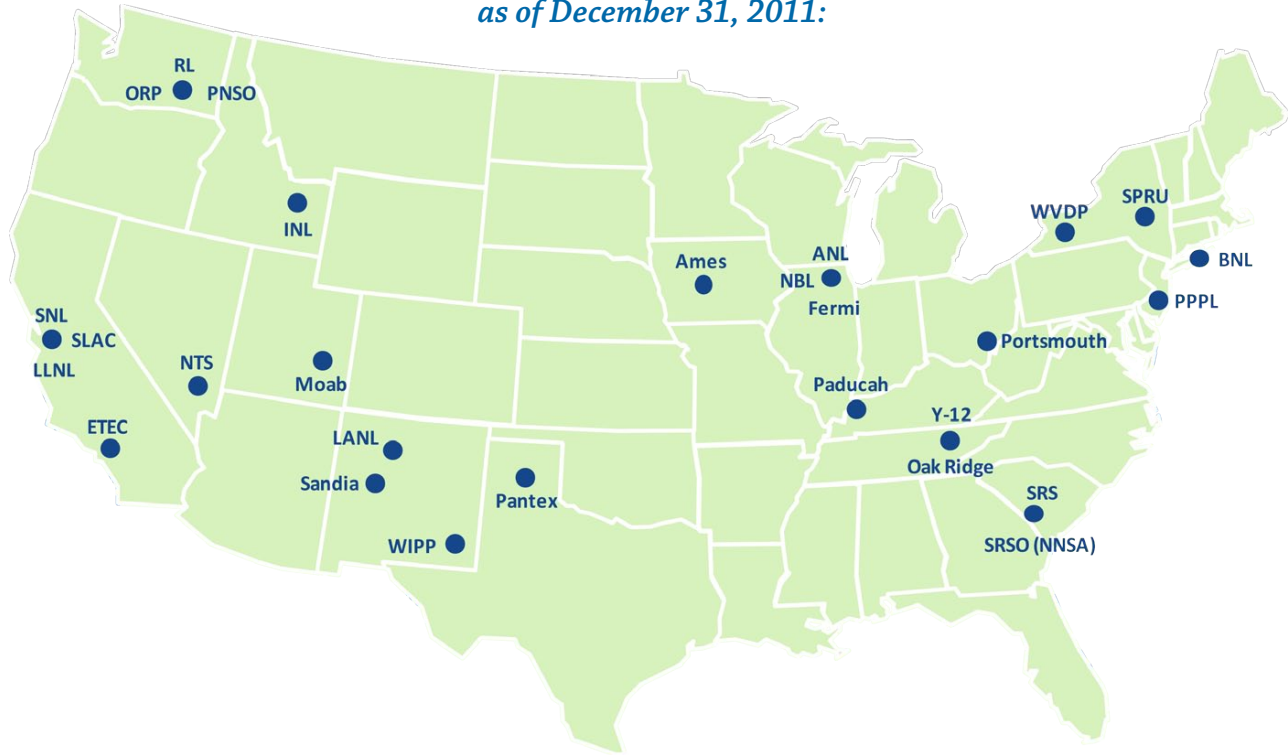 as of December 31, 2011:
RL
ORP PNSO
INL
SNL
SLAC
LLNL
NTS
Moab
ETEC
LANL
Sandia
WIPP
Pantex
Ames
ANL
NBL
Fermi
Paducah
Portsmouth
Y-12
Oak Ridge
SRS
SRSO (NNSA)
WVDP
SPRU
BNL
PPPL